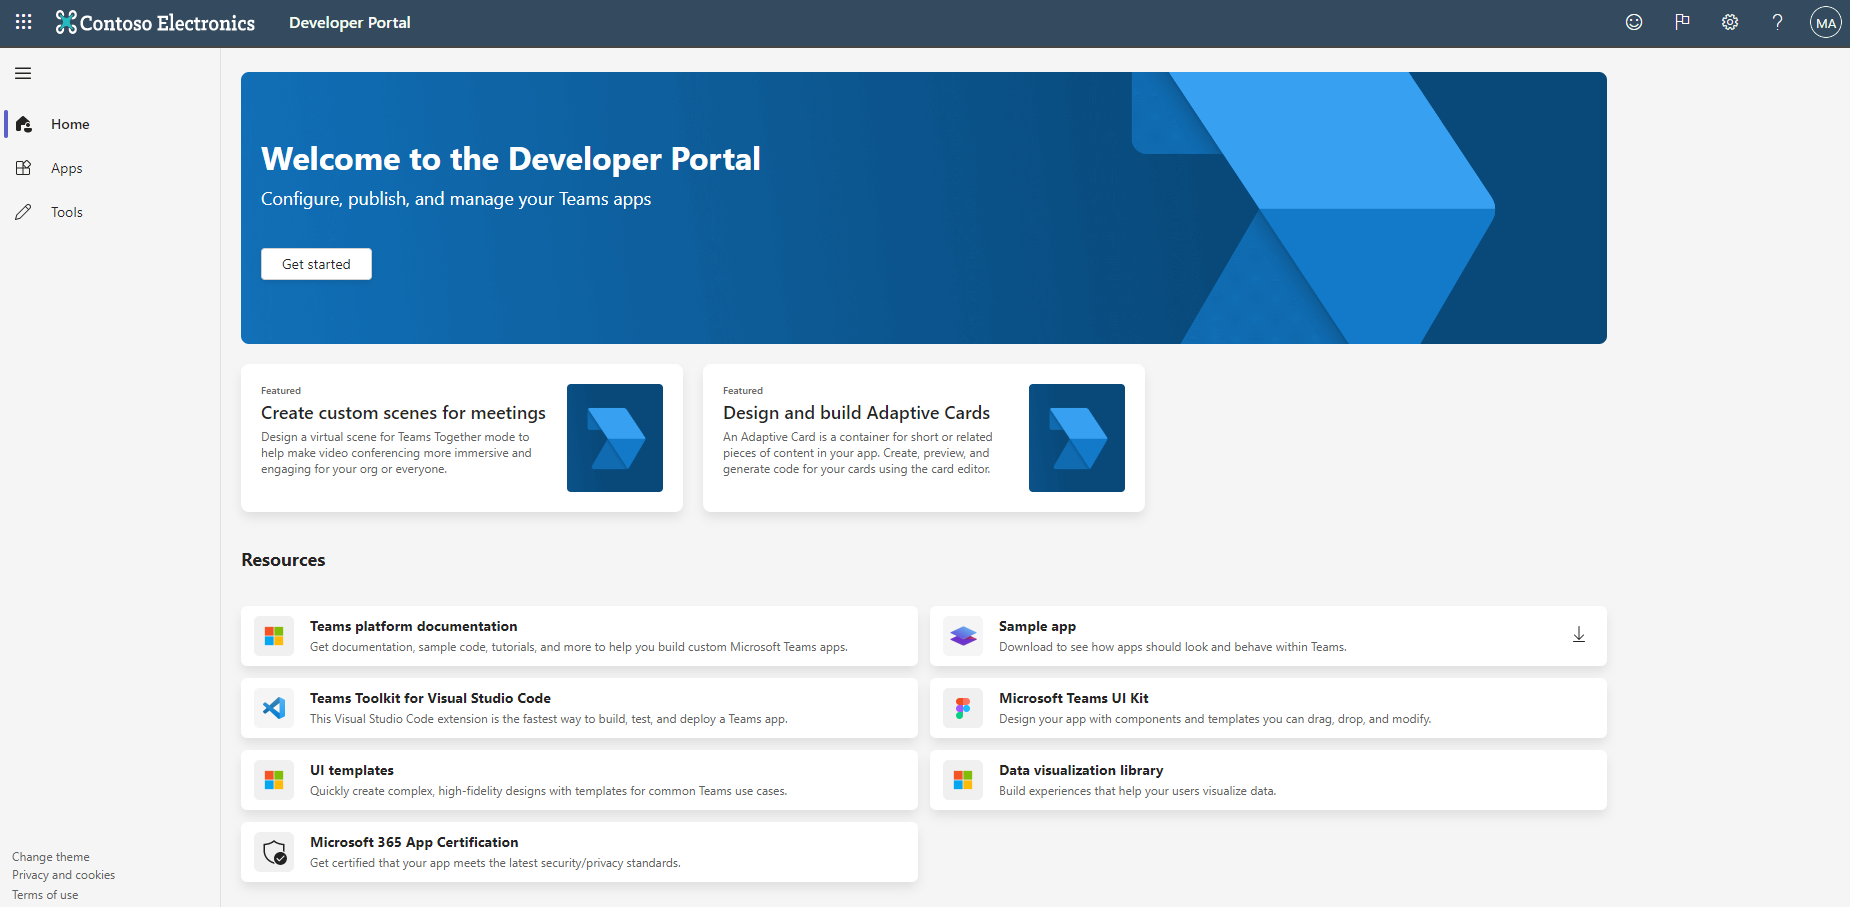 Contoso Electronics
Developer Portal
MA
Home
Apps
Tools
Welcome to the Developer Portal
Configure, publish, and manage your Teams apps
Get started
Featured
Create custom scenes for meetings
Design a virtual scene for Teams Together mode to
help make video conferencing more immersive and
engaging for your org or everyone.
Featured
Design and build Adaptive Cards
An Adaptive Card is a container for short or related
pieces of content in your app. Create, preview, and
generate code for your cards using the card editor.
Resources
Teams platform documentation
Get documentation, sample code, tutorials, and more to help you build custom Microsoft Teams apps.
Sample app
Download to see how apps should look and behave within Teams.
Teams Toolkit for Visual Studio Code
This Visual Studio Code extension is the fastest way to build, test, and deploy a Teams app.
Microsoft Teams UI Kit
Design your app with components and templates you can drag, drop, and modify.
UI templates
Quickly create complex, high-fidelity designs with templates for common Teams use cases.
Data visualization library
Build experiences that help your users visualize data.
Microsoft 365 App Certification
Get certified that your app meets the latest security/privacy standards.
Change theme
Privacy and cookies
Terms of use